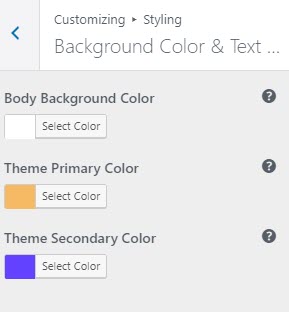 Customizing ▸ Styling
Background Color & Text ...
Body Background Color
?
Select Color
Theme Primary Color
?
Select Color
Theme Secondary Color
?
Select Color